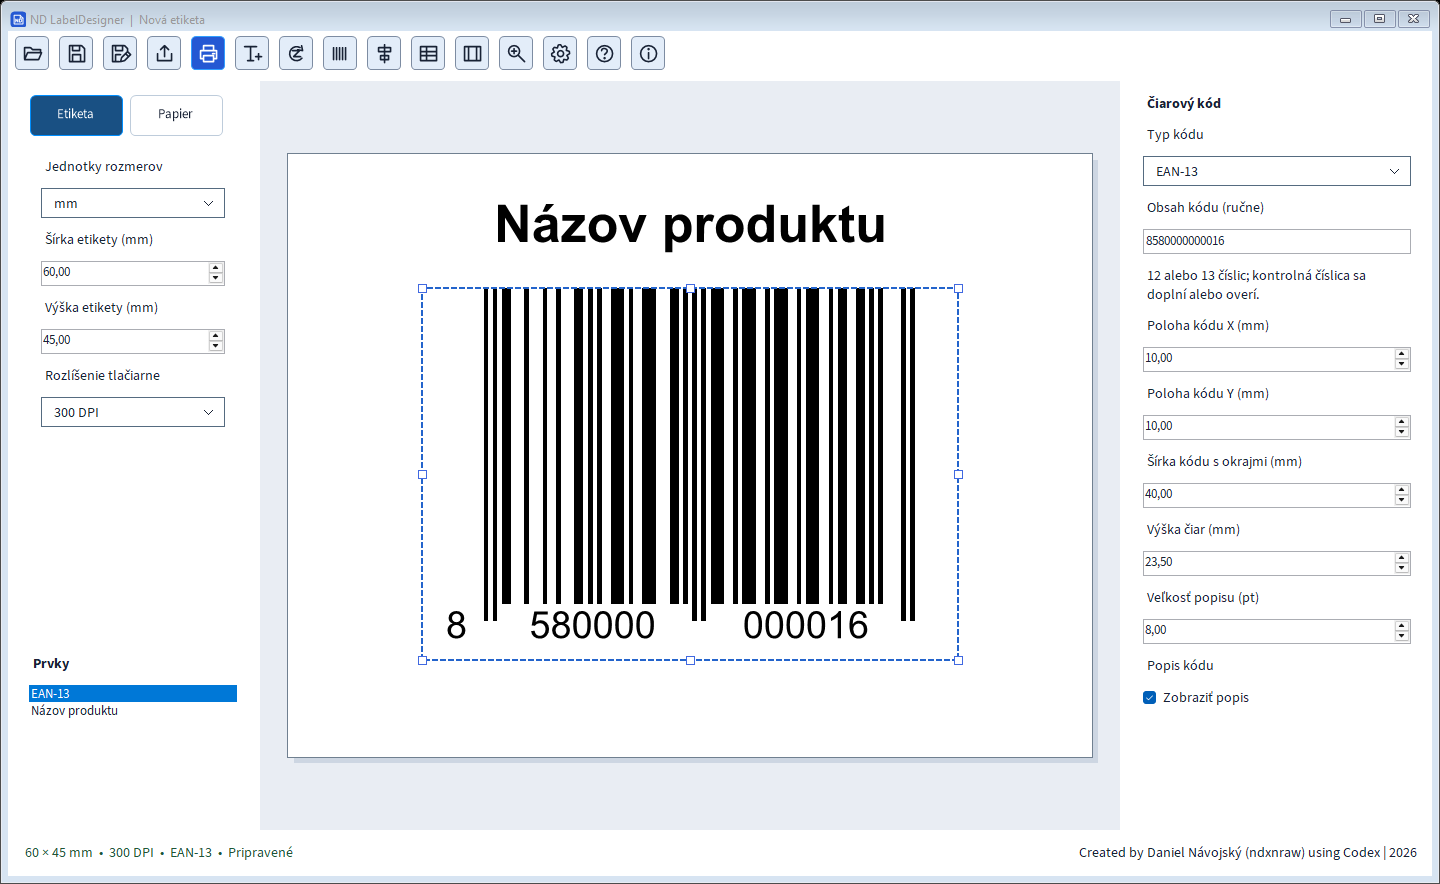 ND LabelDesigner | Nová etiketa
Etiketa
Papier
Jednotky rozmerov
mm
Šírka etikety (mm)
60,00
Výška etikety (mm)
45,00
Rozlíšenie tlačiarne
300 DPI
Prvky
EAN-13
Názov produktu
Názov produktu
8 580000 000016
Čiarový kód
Typ kódu
EAN-13
Obsah kódu (ručne)
8580000000016
12 alebo 13 číslic; kontrolná číslica sa
doplní alebo overí.
Poloha kódu X (mm)
10,00
Poloha kódu Y (mm)
10,00
Šírka kódu s okrajmi (mm)
40,00
Výška čiar (mm)
23,50
Veľkosť popisu (pt)
8,00
Popis kódu
Zobraziť popis
60 × 45 mm • 300 DPI • EAN-13 • Pripravené
Created by Daniel Návojský (ndxnraw) using Codex | 2026